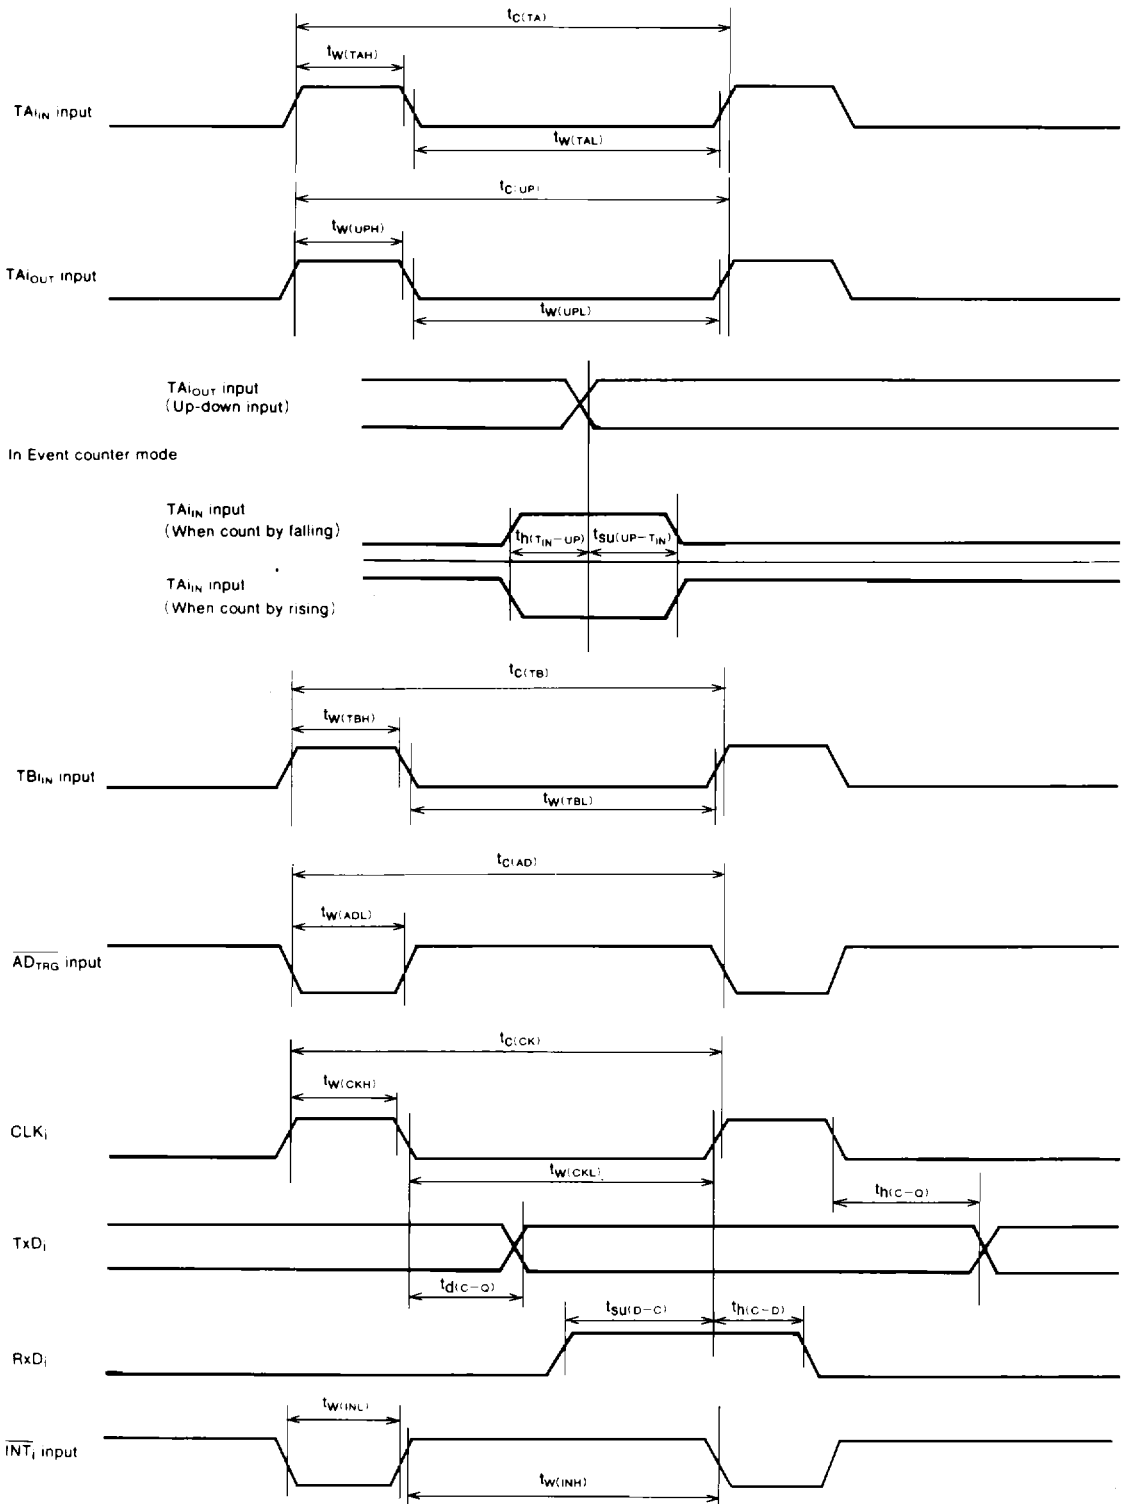 tC(TA)
tW(TAH)
TAiIN input
tW(TAL)
tC(UP)
tW(UPH)
TAiOUT input
tW(UPL)
TAiOUT input
(Up-down input)
In Event counter mode
TAiIN input
(When count by falling)
th(TIN-UP) tsu(UP-TIN)
TAiIN input
(When count by rising)
tC(TB)
tW(TBH)
TBiIN input
tW(TBL)
tC(AD)
tW(ADL)
ADTRG input
tC(CK)
tW(CKH)
CLKi
tW(CKL)
th(C-Q)
TxDi
td(C-Q)
tsu(D-C) th(C-D)
RxDi
tW(INL)
INTi input
tW(INH)